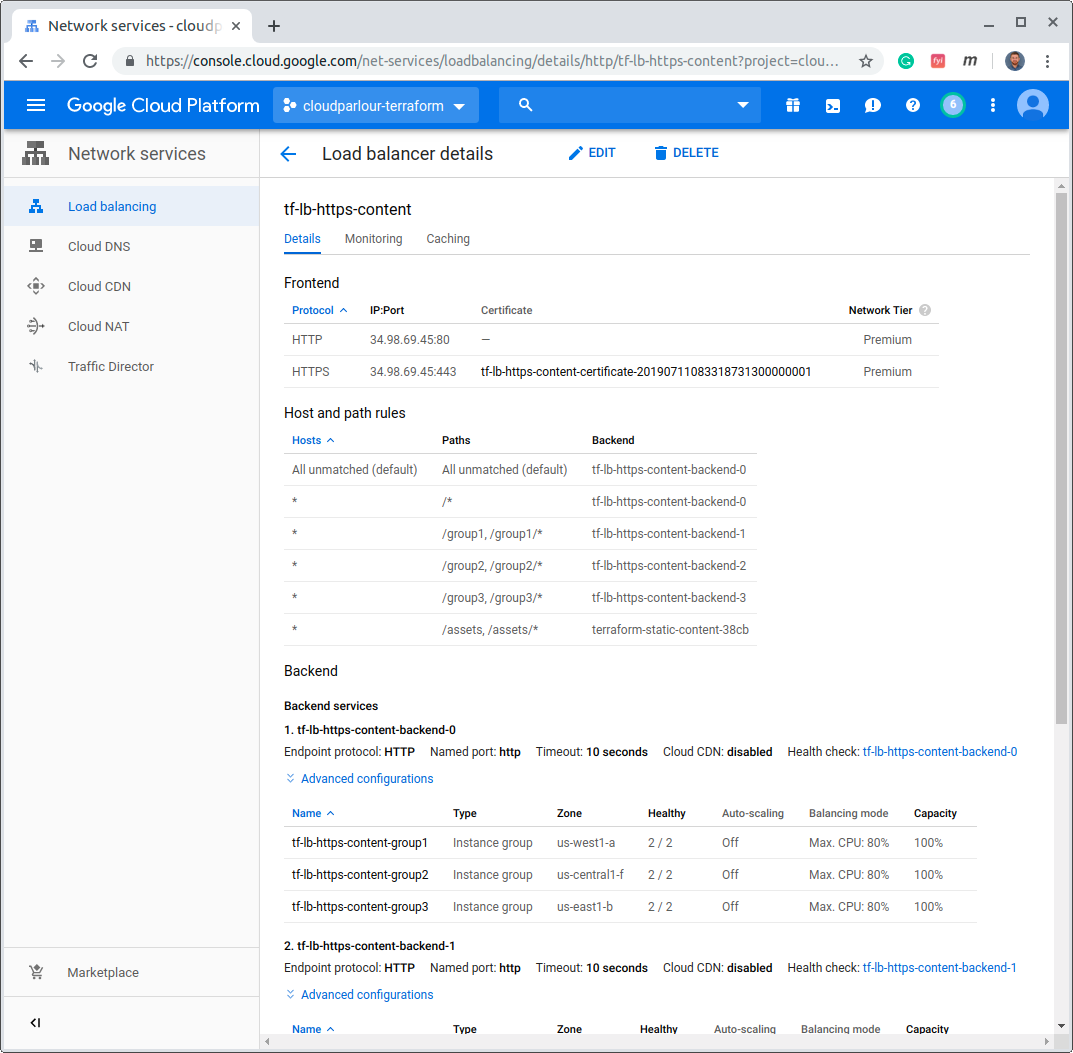 Network services - cloudp
https://console.cloud.google.com/net-services/loadbalancing/details/http/tf-lb-https-content?project=clou...
fyi
m
Google Cloud Platform
cloudparlour-terraform
6
Network services
Load balancer details
EDIT
DELETE
Load balancing
Cloud DNS
Cloud CDN
Cloud NAT
Traffic Director
Marketplace
tf-lb-https-content
Details Monitoring Caching
Frontend
Protocol IP:Port Certificate Network Tier ?
HTTP 34.98.69.45:80 — Premium
HTTPS 34.98.69.45:443 tf-lb-https-content-certificate-20190711083318731300000001 Premium
Host and path rules
Hosts Paths Backend
All unmatched (default) All unmatched (default) tf-lb-https-content-backend-0
* /* tf-lb-https-content-backend-0
* /group1, /group1/* tf-lb-https-content-backend-1
* /group2, /group2/* tf-lb-https-content-backend-2
* /group3, /group3/* tf-lb-https-content-backend-3
* /assets, /assets/* terraform-static-content-38cb
Backend
Backend services
1. tf-lb-https-content-backend-0
Endpoint protocol: HTTP Named port: http Timeout: 10 seconds Cloud CDN: disabled Health check: tf-lb-https-content-backend-0
Advanced configurations
Name Type Zone Healthy Auto-scaling Balancing mode Capacity
tf-lb-https-content-group1 Instance group us-west1-a 2 / 2 Off Max. CPU: 80% 100%
tf-lb-https-content-group2 Instance group us-central1-f 2 / 2 Off Max. CPU: 80% 100%
tf-lb-https-content-group3 Instance group us-east1-b 2 / 2 Off Max. CPU: 80% 100%
2. tf-lb-https-content-backend-1
Endpoint protocol: HTTP Named port: http Timeout: 10 seconds Cloud CDN: disabled Health check: tf-lb-https-content-backend-1
Advanced configurations
Name Type Zone Healthy Auto-scaling Balancing mode Capacity